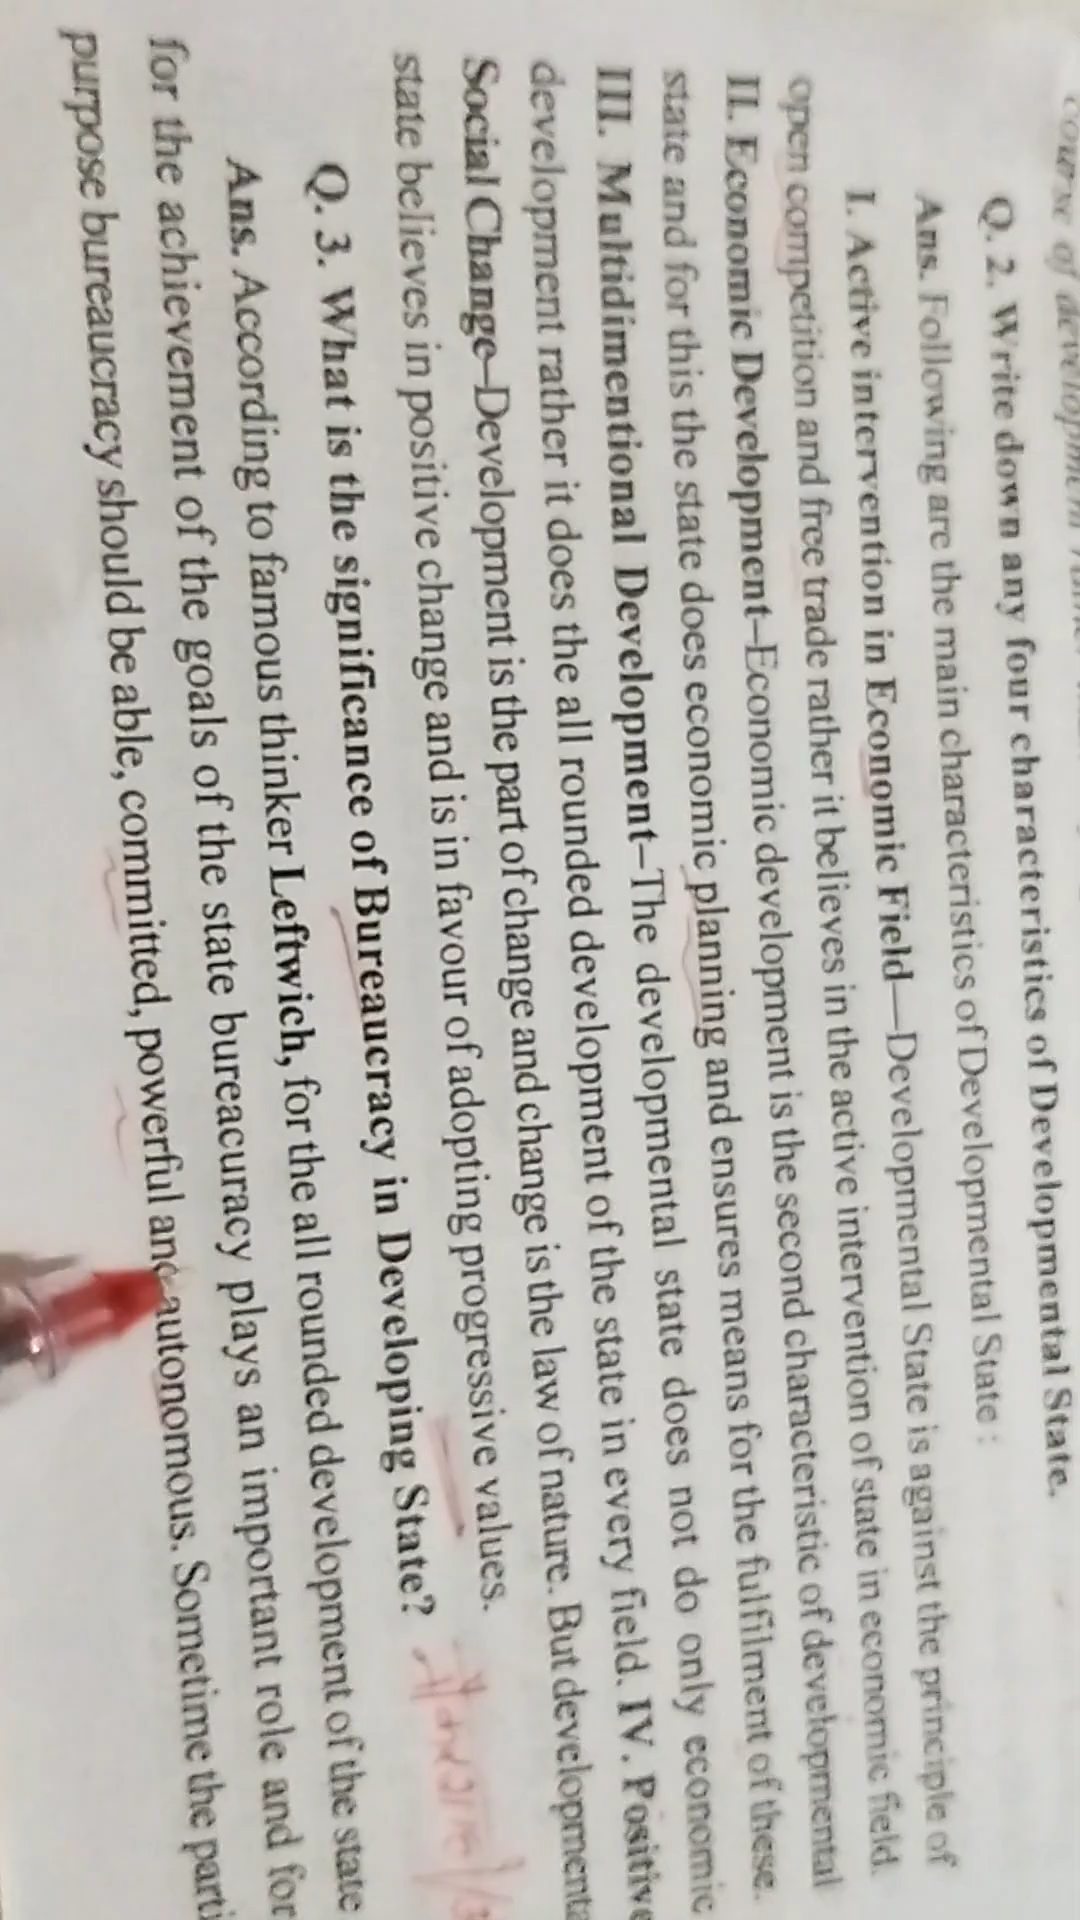 course of development
Q. 2. Write down any four characteristics of Developmental State.
Ans. Following are the main characteristics of Developmental State :
I. Active intervention in Economic Field—Developmental State is against the principle of
open competition and free trade rather it believes in the active intervention of state in economic field.
II. Economic Development–Economic development is the second characteristic of developmental
state and for this the state does economic planning and ensures means for the fulfilment of these.
III. Multidimentional Development–The developmental state does not do only economic
development rather it does the all rounded development of the state in every field. IV. Positive
Social Change–Development is the part of change and change is the law of nature. But developmenta
state believes in positive change and is in favour of adopting progressive values.
Q. 3. What is the significance of Bureaucracy in Developing State?
Ans. According to famous thinker Leftwich, for the all rounded development of the state
for the achievement of the goals of the state bureacuracy plays an important role and for
purpose bureaucracy should be able, committed, powerful and autonomous. Sometime the parti